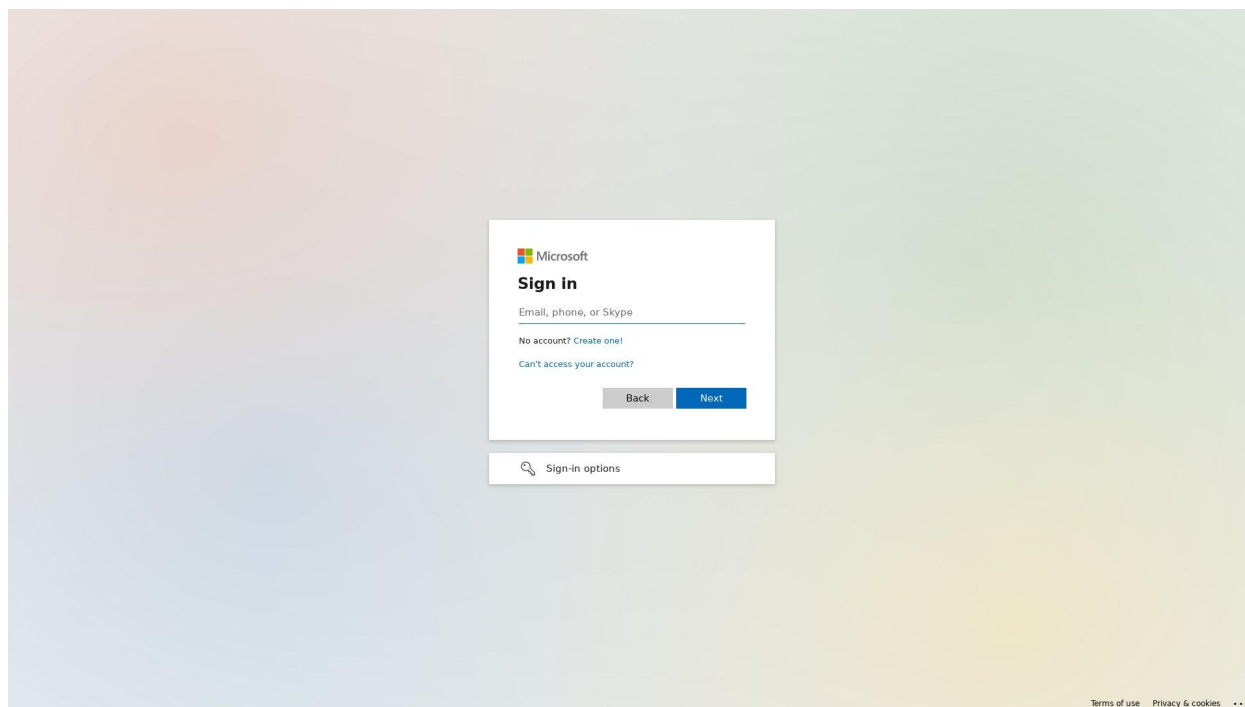 Microsoft
Sign in
Email, phone, or Skype
No account? Create one!
Can't access your account?
Back Next
Sign-in options
Terms of use Privacy & cookies